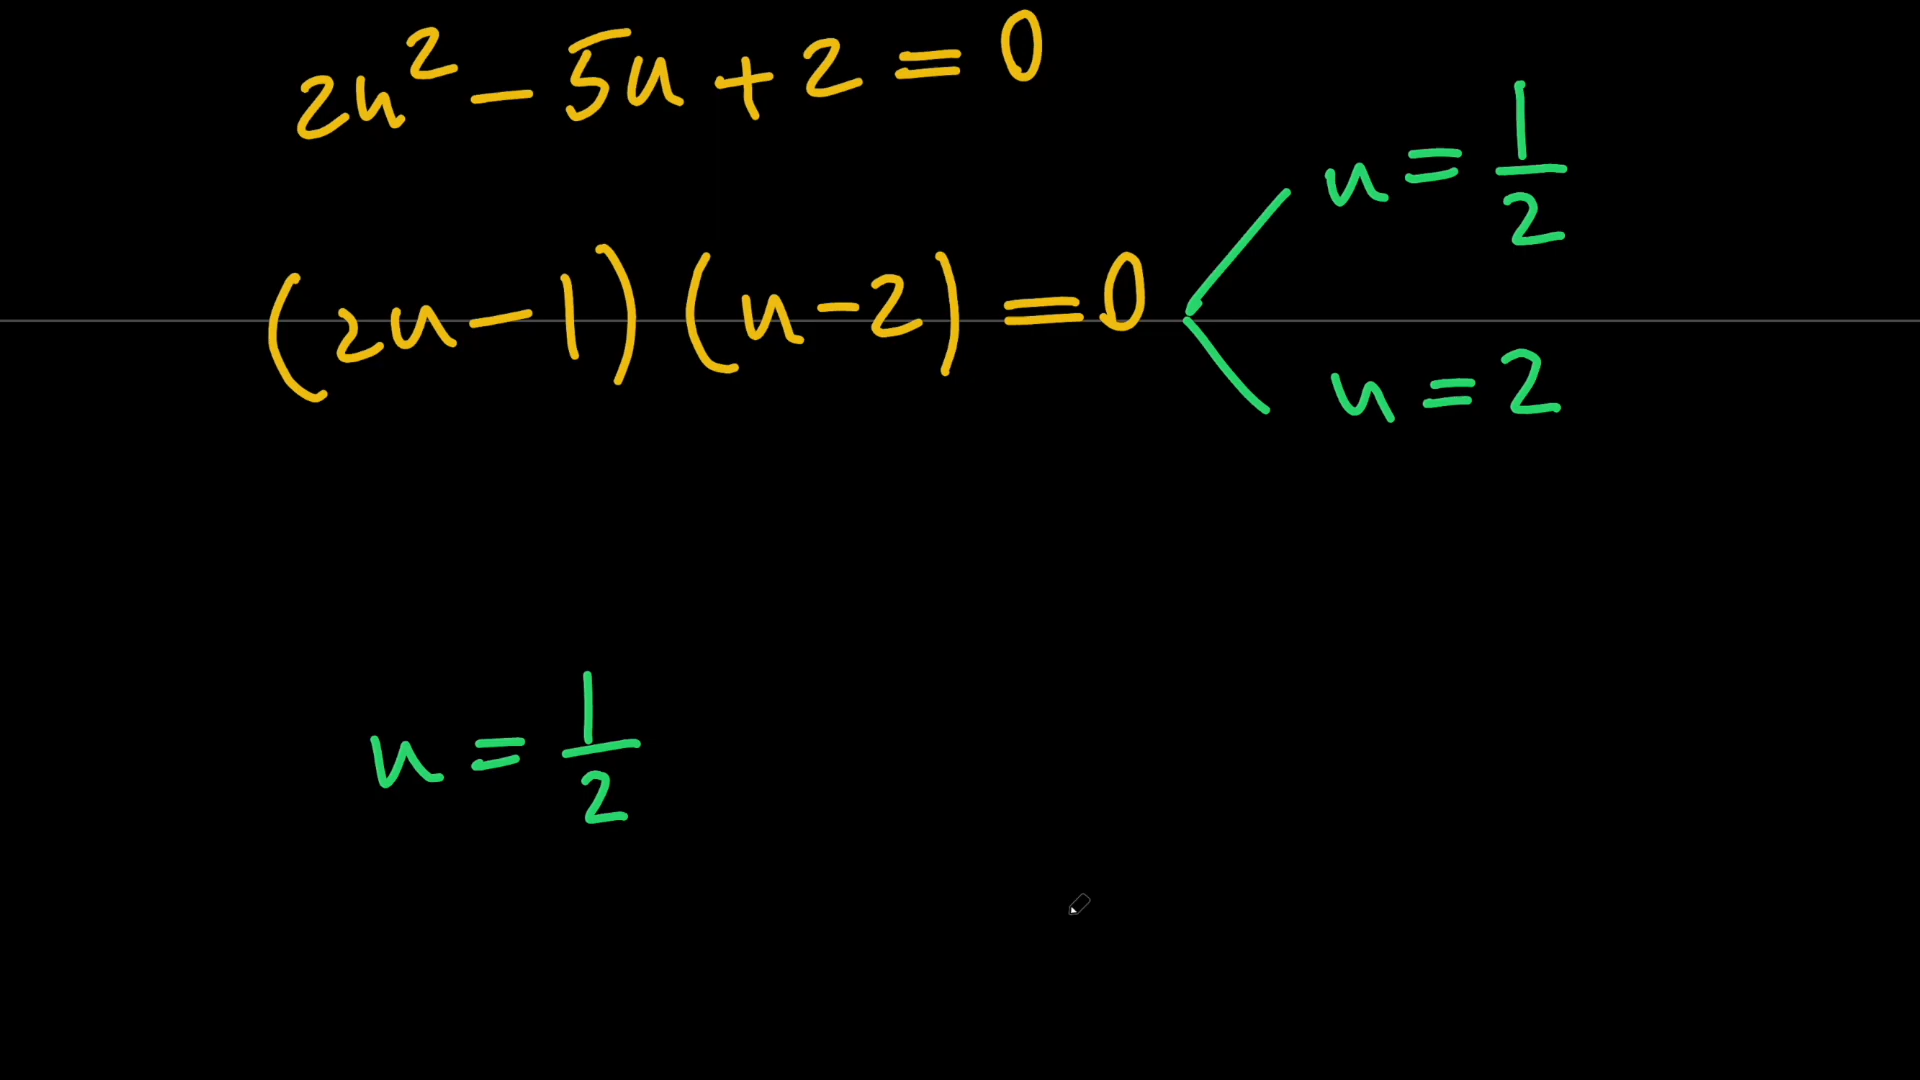 2u² - 5u + 2 = 0
u = 1/2
(2u - 1)(u - 2) = 0
u = 2
u = 1/2